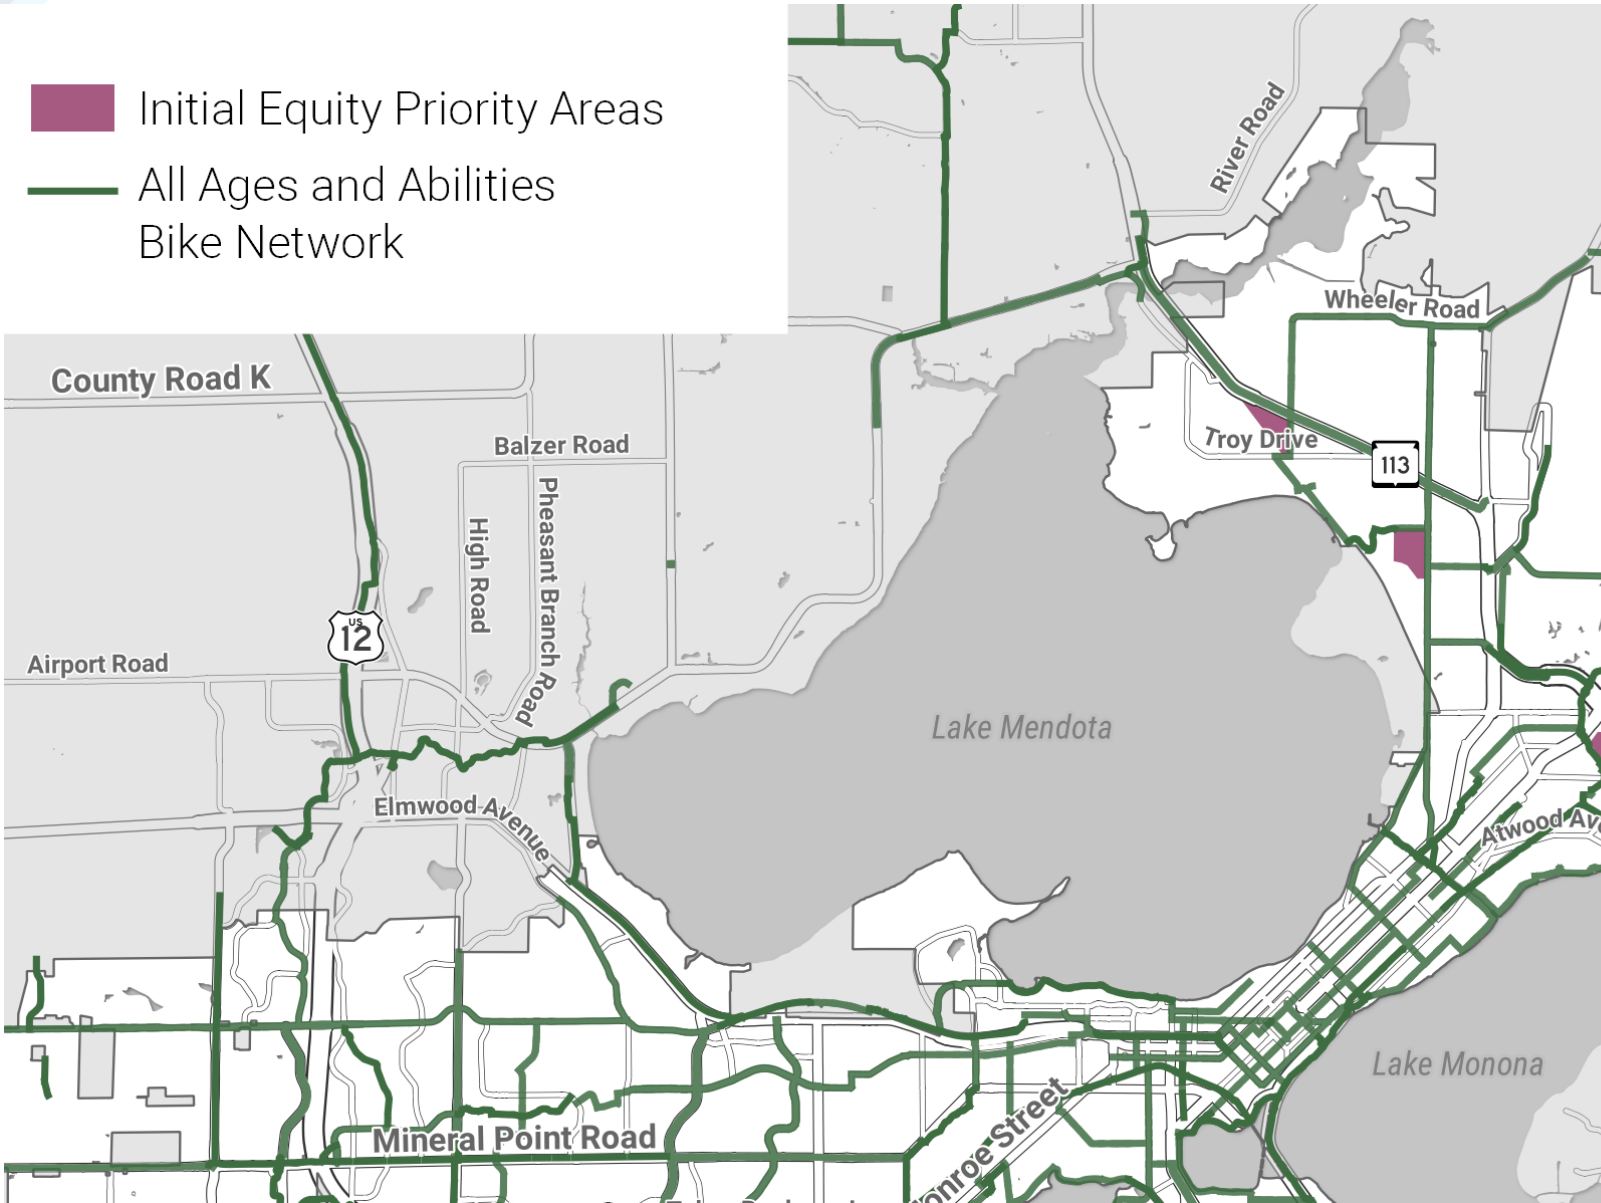 Initial Equity Priority Areas
All Ages and Abilities
Bike Network
River Road
Wheeler Road
County Road K
Balzer Road
Troy Drive
113
High Road
Pheasant Branch Road
US
12
Airport Road
Lake Mendota
Elmwood Avenue
Atwood Ave
Lake Monona
Mineral Point Road
onroe Street